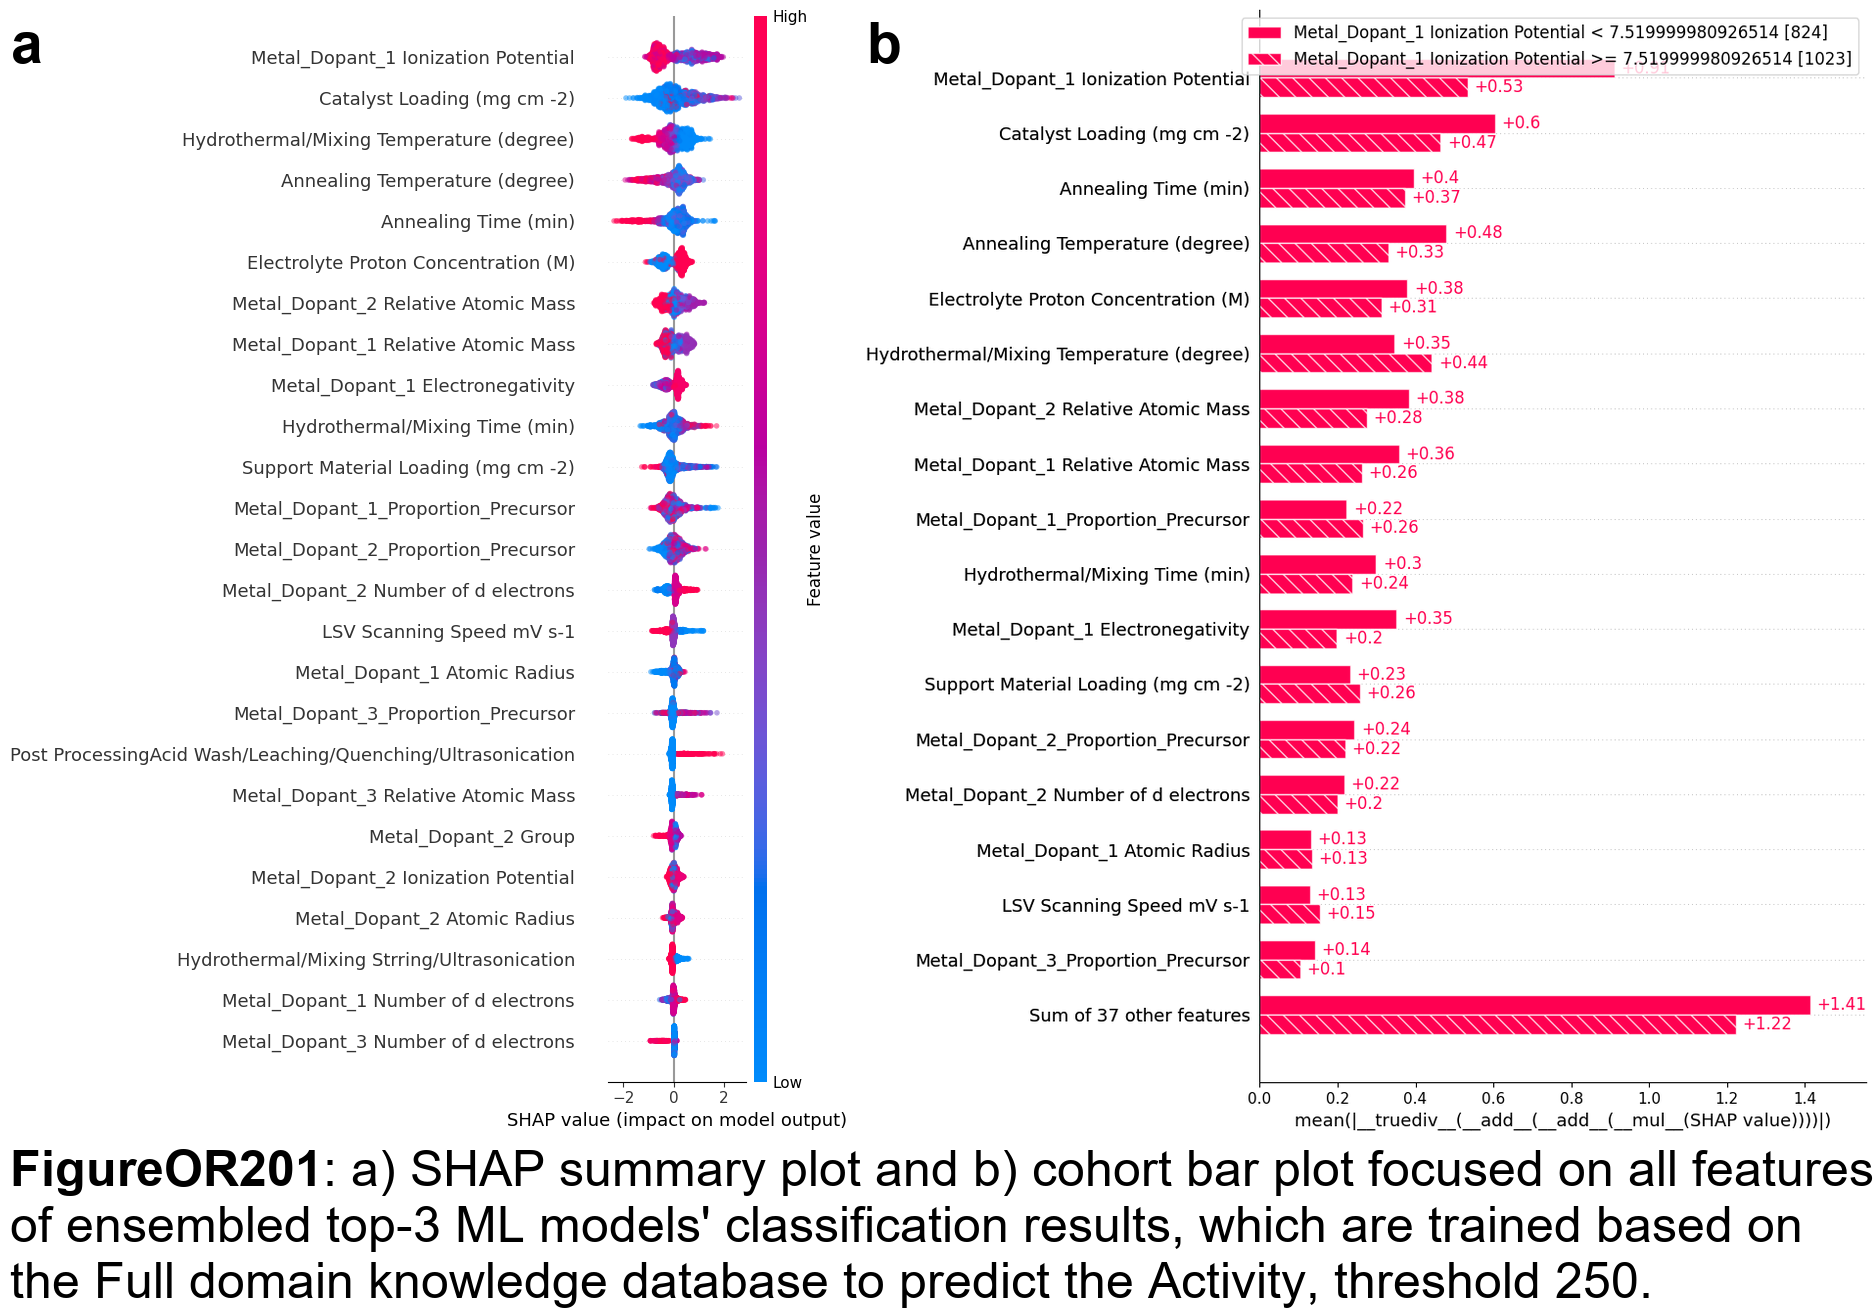 a
High
Metal_Dopant_1 Ionization Potential
Catalyst Loading (mg cm -2)
Hydrothermal/Mixing Temperature (degree)
Annealing Temperature (degree)
Annealing Time (min)
Electrolyte Proton Concentration (M)
Metal_Dopant_2 Relative Atomic Mass
Metal_Dopant_1 Relative Atomic Mass
Metal_Dopant_1 Electronegativity
Hydrothermal/Mixing Time (min)
Support Material Loading (mg cm -2)
Metal_Dopant_1_Proportion_Precursor
Metal_Dopant_2_Proportion_Precursor
Metal_Dopant_2 Number of d electrons
LSV Scanning Speed mV s-1
Metal_Dopant_1 Atomic Radius
Metal_Dopant_3_Proportion_Precursor
Post ProcessingAcid Wash/Leaching/Quenching/Ultrasonication
Metal_Dopant_3 Relative Atomic Mass
Metal_Dopant_2 Group
Metal_Dopant_2 Ionization Potential
Metal_Dopant_2 Atomic Radius
Hydrothermal/Mixing Strring/Ultrasonication
Metal_Dopant_1 Number of d electrons
Metal_Dopant_3 Number of d electrons
Feature value
Low
−2 0 2
SHAP value (impact on model output)
b
Metal_Dopant_1 Ionization Potential < 7.519999980926514 [824]
Metal_Dopant_1 Ionization Potential >= 7.519999980926514 [1023]
Metal_Dopant_1 Ionization Potential
+0.91
+0.53
Catalyst Loading (mg cm -2)
+0.6
+0.47
Annealing Time (min)
+0.4
+0.37
Annealing Temperature (degree)
+0.48
+0.33
Electrolyte Proton Concentration (M)
+0.38
+0.31
Hydrothermal/Mixing Temperature (degree)
+0.35
+0.44
Metal_Dopant_2 Relative Atomic Mass
+0.38
+0.28
Metal_Dopant_1 Relative Atomic Mass
+0.36
+0.26
Metal_Dopant_1_Proportion_Precursor
+0.22
+0.26
Hydrothermal/Mixing Time (min)
+0.3
+0.24
Metal_Dopant_1 Electronegativity
+0.35
+0.2
Support Material Loading (mg cm -2)
+0.23
+0.26
Metal_Dopant_2_Proportion_Precursor
+0.24
+0.22
Metal_Dopant_2 Number of d electrons
+0.22
+0.2
Metal_Dopant_1 Atomic Radius
+0.13
+0.13
LSV Scanning Speed mV s-1
+0.13
+0.15
Metal_Dopant_3_Proportion_Precursor
+0.14
+0.1
Sum of 37 other features
+1.41
+1.22
0.0 0.2 0.4 0.6 0.8 1.0 1.2 1.4
mean(|__truediv__(__add__(__add__(__mul__(SHAP value))))|)
FigureOR201: a) SHAP summary plot and b) cohort bar plot focused on all features
of ensembled top-3 ML models' classification results, which are trained based on
the Full domain knowledge database to predict the Activity, threshold 250.